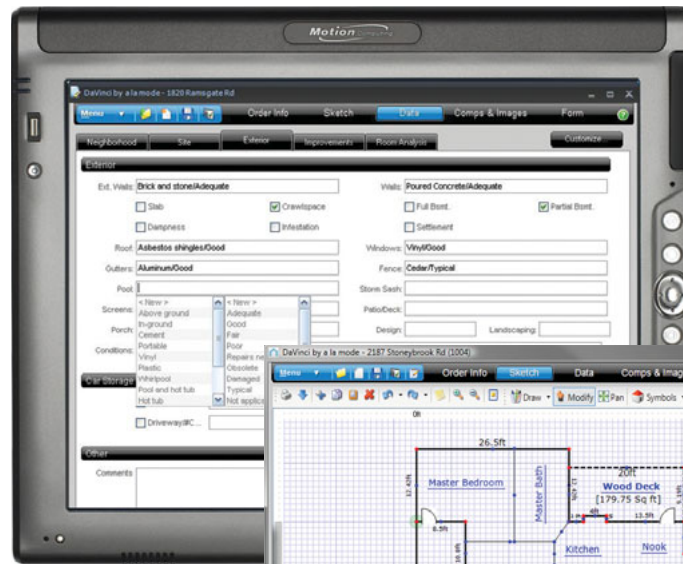 Motion Computing
DaVinci by a la mode - 1820 Ramsgate Rd
Menu Order Info Sketch Data Comps & Images Form
Neighborhood Site Exterior Improvements Room Analysis Customize...
Exterior
Ext. Walls: Brick and stone/Adequate Walls: Poured Concrete/Adequate
Slab Crawlspace Full Bsmt. Partial Bsmt.
Dampness Infestation Settlement
Roof: Asbestos shingles/Good Windows: Vinyl/Good
Gutters: Aluminum/Good Fence: Cedar/Typical
Pool: Storm Sash:
Screens: Patio/Deck:
Porch: Design: Landscaping:
Conditions:
< New > < New >
Above ground Adequate
In-ground Good
Cement Fair
Portable Poor
Vinyl Repairs ne
Plastic Obsolete
Whirlpool Damaged
Pool and hot tub Typical
Hot tub Not applica
Car Storage
Driveway/#C...
Other
Comments:
DaVinci by a la mode - 2187 Stoneybrook Rd (1004)
Menu Order Info Sketch Data Comps & Imag
Draw Modify Pan Symbols
0ft
26.5ft
12.42ft
Master Bedroom
Master Bath
20ft
Wood Deck
[179.75 Sq ft]
4ft
13.5ft
8.5ft
Kitchen
Nook